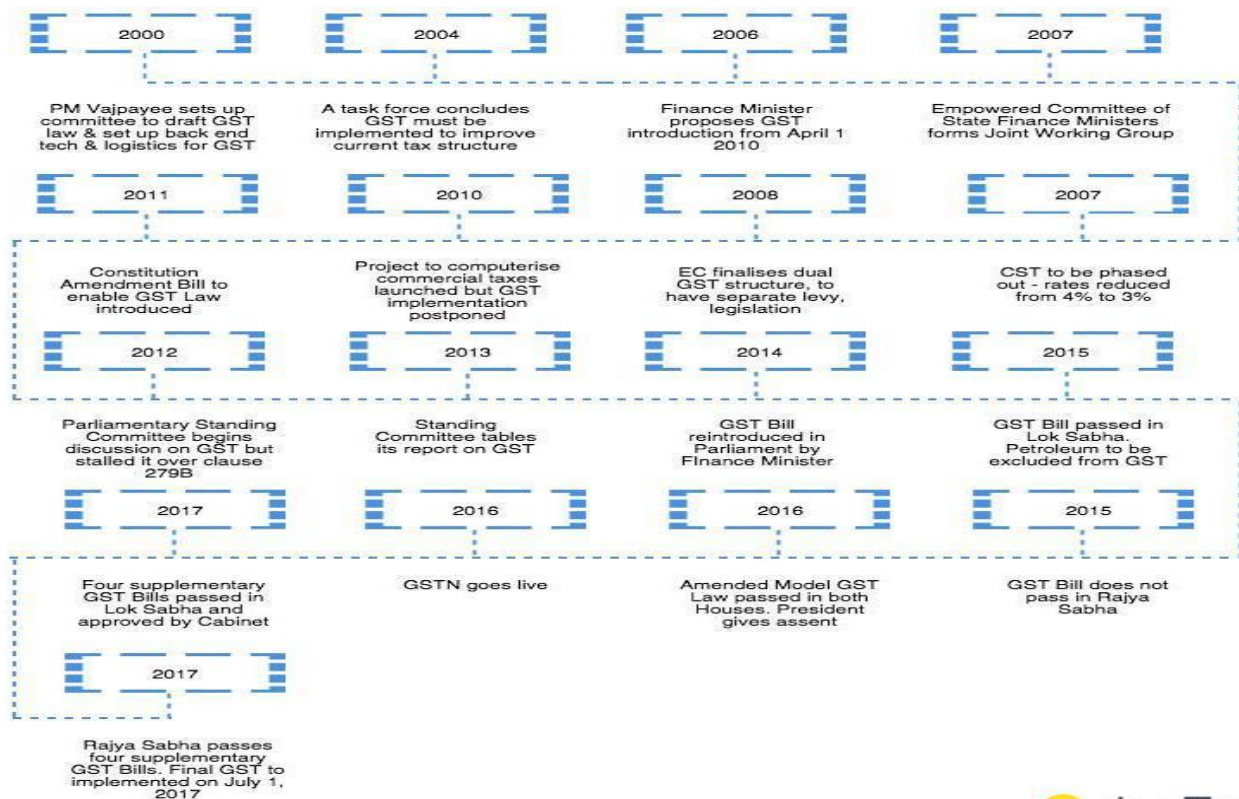 2000
PM Vajpayee sets up
committee to draft GST
law & set up back end
tech & logistics for GST
2004
A task force concludes
GST must be
implemented to improve
current tax structure
2006
Finance Minister
proposes GST
introduction from April 1
2010
2007
Empowered Committee of
State Finance Ministers
forms Joint Working Group
2011
Constitution
Amendment Bill to
enable GST Law
introduced
2010
Project to computerise
commercial taxes
launched but GST
implementation
postponed
2008
EC finalises dual
GST structure, to
have separate levy,
legislation
2007
CST to be phased
out - rates reduced
from 4% to 3%
2012
Parliamentary Standing
Committee begins
discussion on GST but
stalled it over clause
279B
2013
Standing
Committee tables
its report on GST
2014
GST Bill
reintroduced in
Parliament by
FInance Minister
2015
GST Bill passed in
Lok Sabha.
Petroleum to be
excluded from GST
2017
Four supplementary
GST Bills passed in
Lok Sabha and
approved by Cabinet
2016
GSTN goes live
2016
Amended Model GST
Law passed in both
Houses. President
gives assent
2015
GST Bill does not
pass in Rajya
Sabha
2017
Rajya Sabha passes
four supplementary
GST Bills. Final GST to
implemented on July 1,
2017